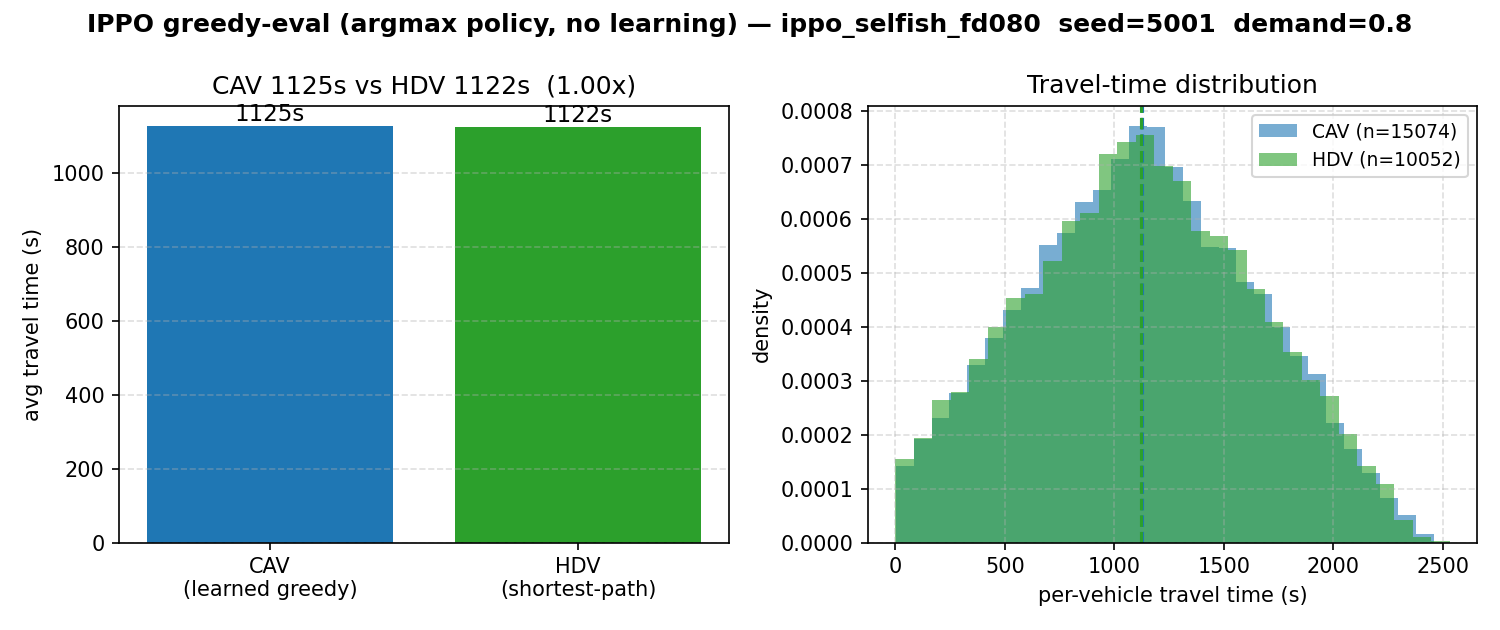 IPPO greedy-eval (argmax policy, no learning) — ippo_selfish_fd080  seed=5001  demand=0.8
CAV 1125s vs HDV 1122s  (1.00x)
1125s
1122s
avg travel time (s)
1000
800
600
400
200
0
CAV
(learned greedy)
HDV
(shortest-path)
Travel-time distribution
CAV (n=15074)
HDV (n=10052)
density
0.0008
0.0007
0.0006
0.0005
0.0004
0.0003
0.0002
0.0001
0.0000
0
500
1000
1500
2000
2500
per-vehicle travel time (s)